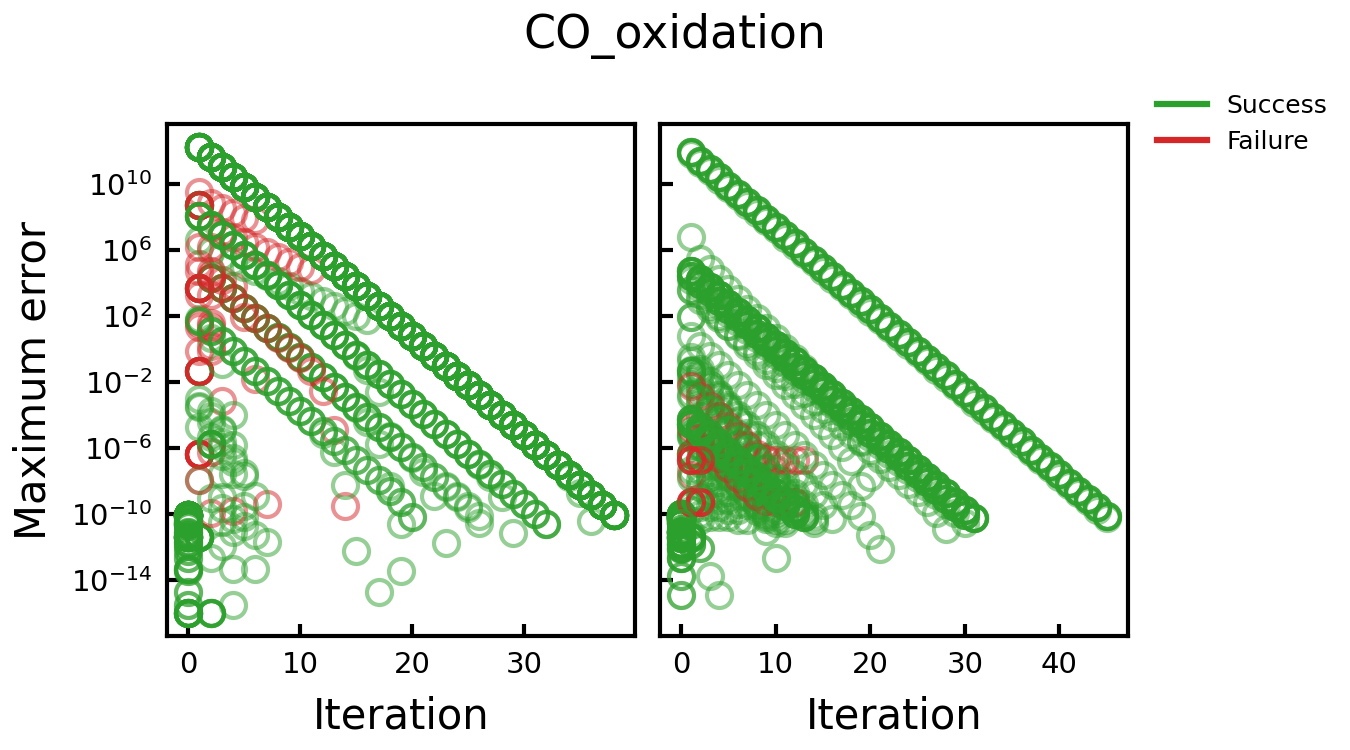 CO_oxidation
Success
Failure
Maximum error
10^10
10^6
10^2
10^−2
10^−6
10^−10
10^−14
0 10 20 30
0 10 20 30 40
Iteration Iteration